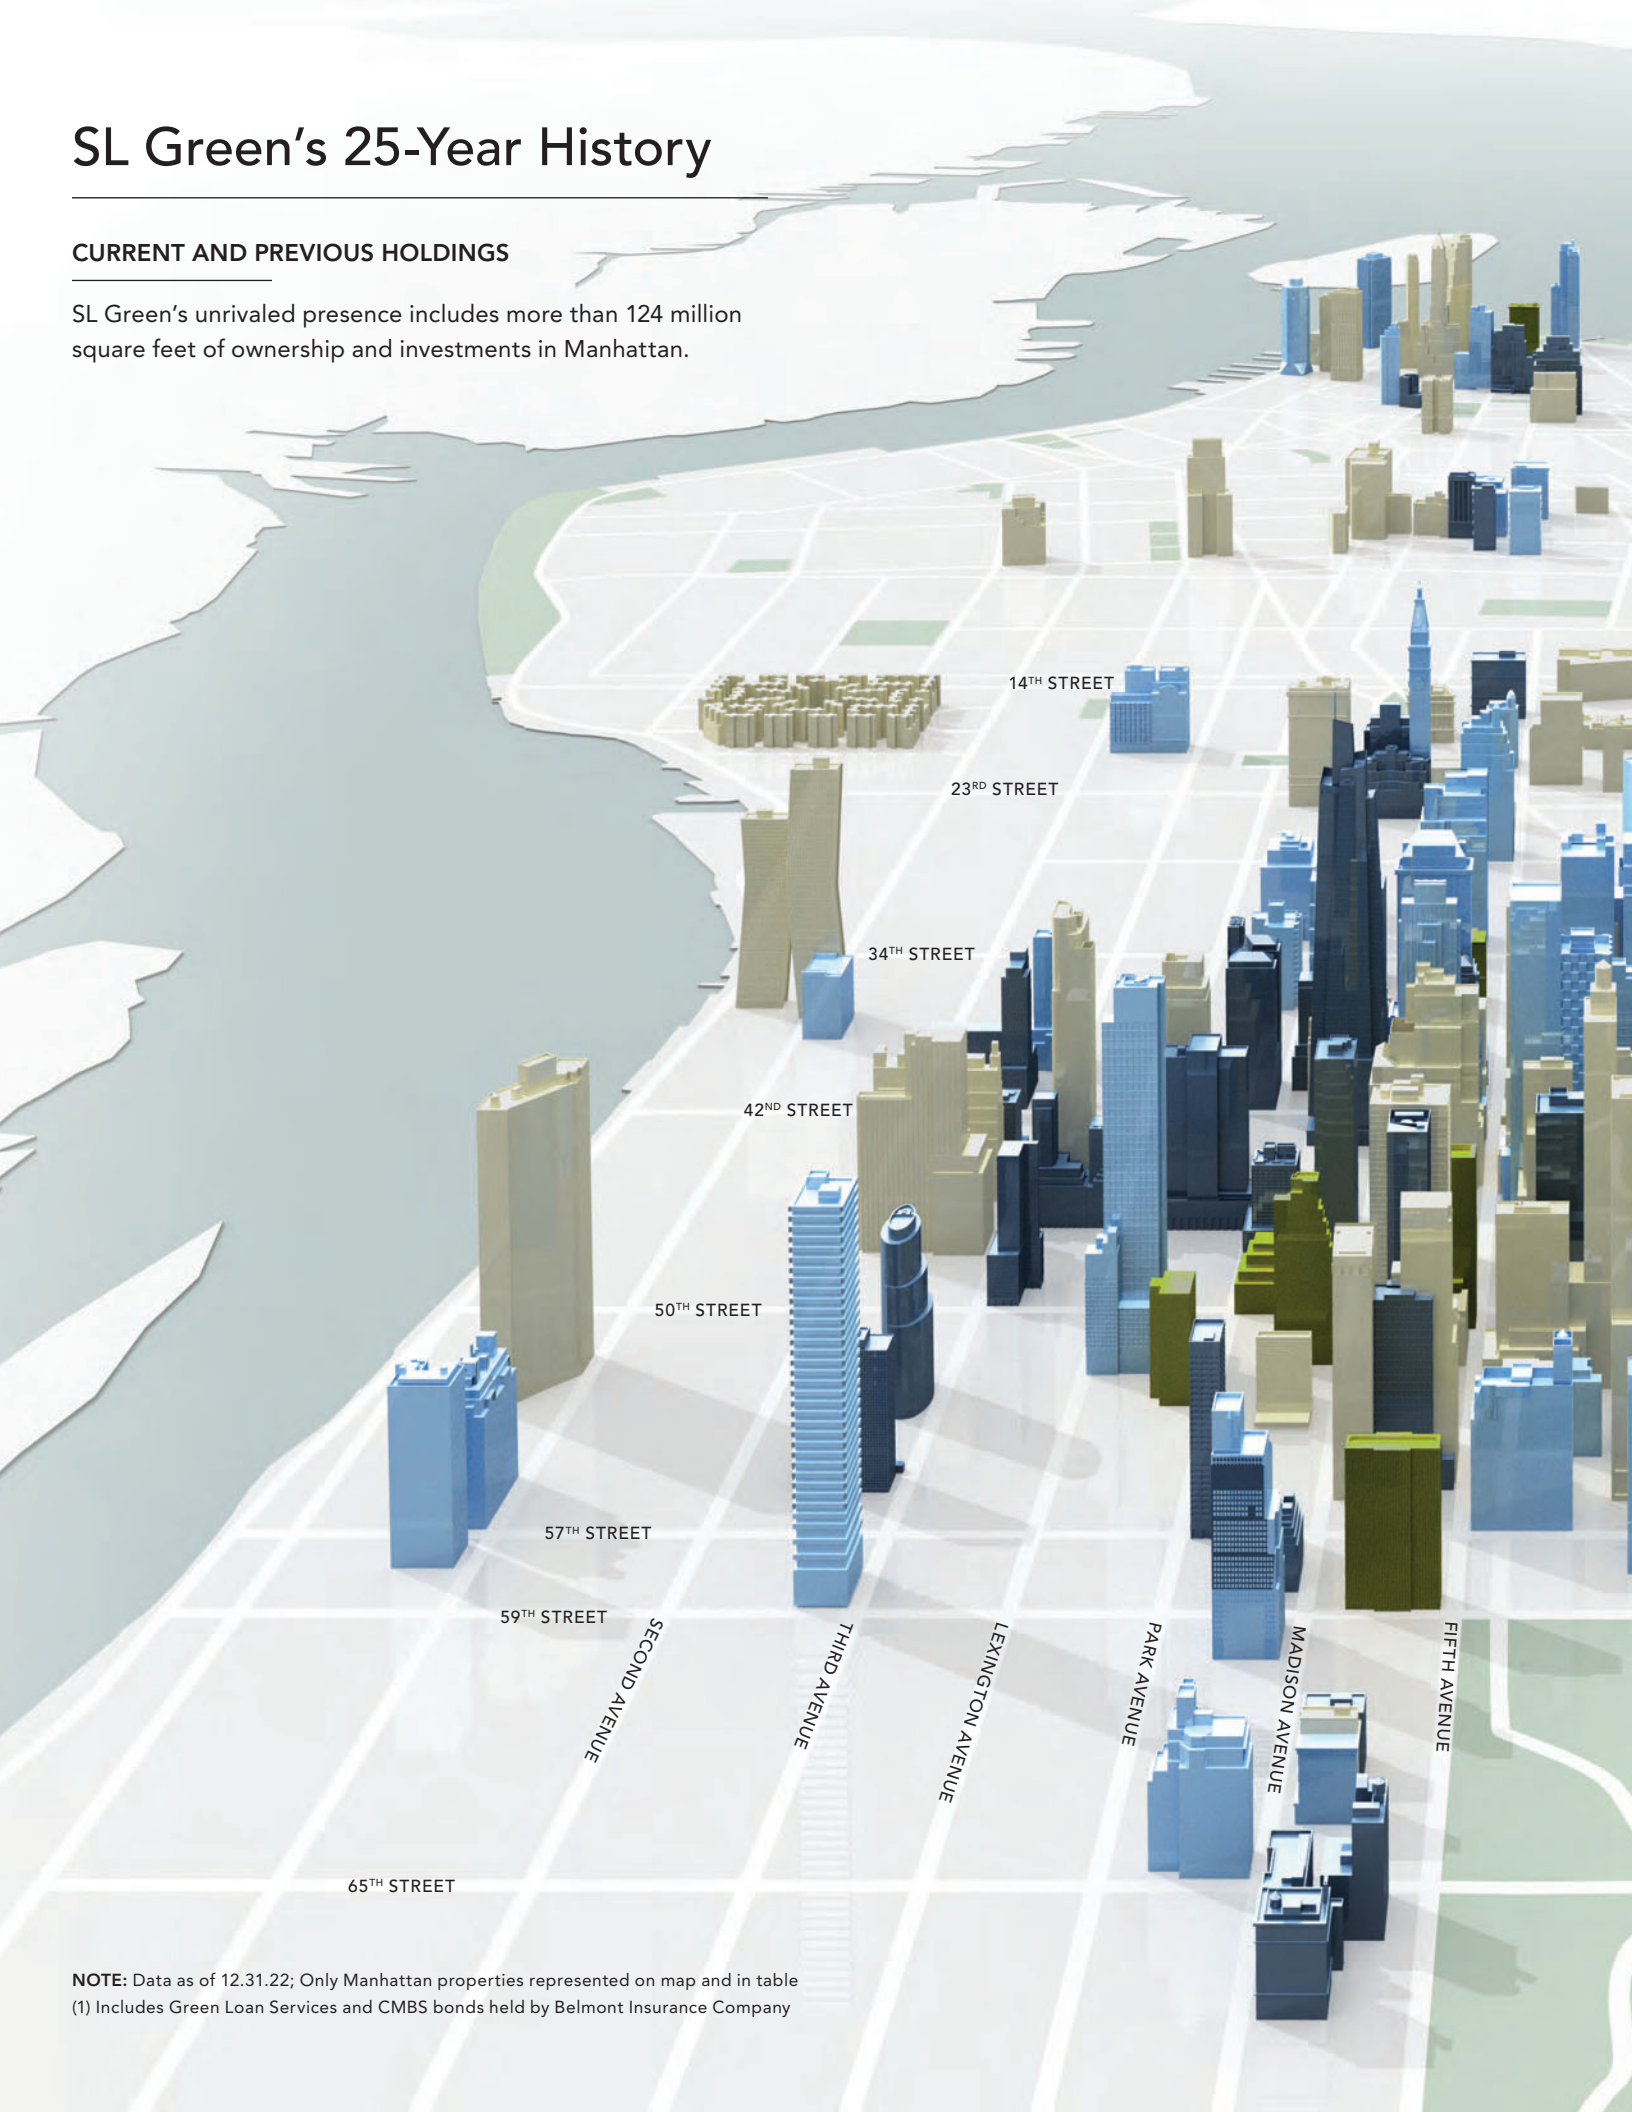 SL Green’s 25-Year History
CURRENT AND PREVIOUS HOLDINGS
SL Green’s unrivaled presence includes more than 124 million
square feet of ownership and investments in Manhattan.
14TH STREET
23RD STREET
34TH STREET
42ND STREET
50TH STREET
57TH STREET
59TH STREET
SECOND AVENUE
THIRD AVENUE
LEXINGTON AVENUE
PARK AVENUE
MADISON AVENUE
FIFTH AVENUE
65TH STREET
NOTE: Data as of 12.31.22; Only Manhattan properties represented on map and in table
(1) Includes Green Loan Services and CMBS bonds held by Belmont Insurance Company